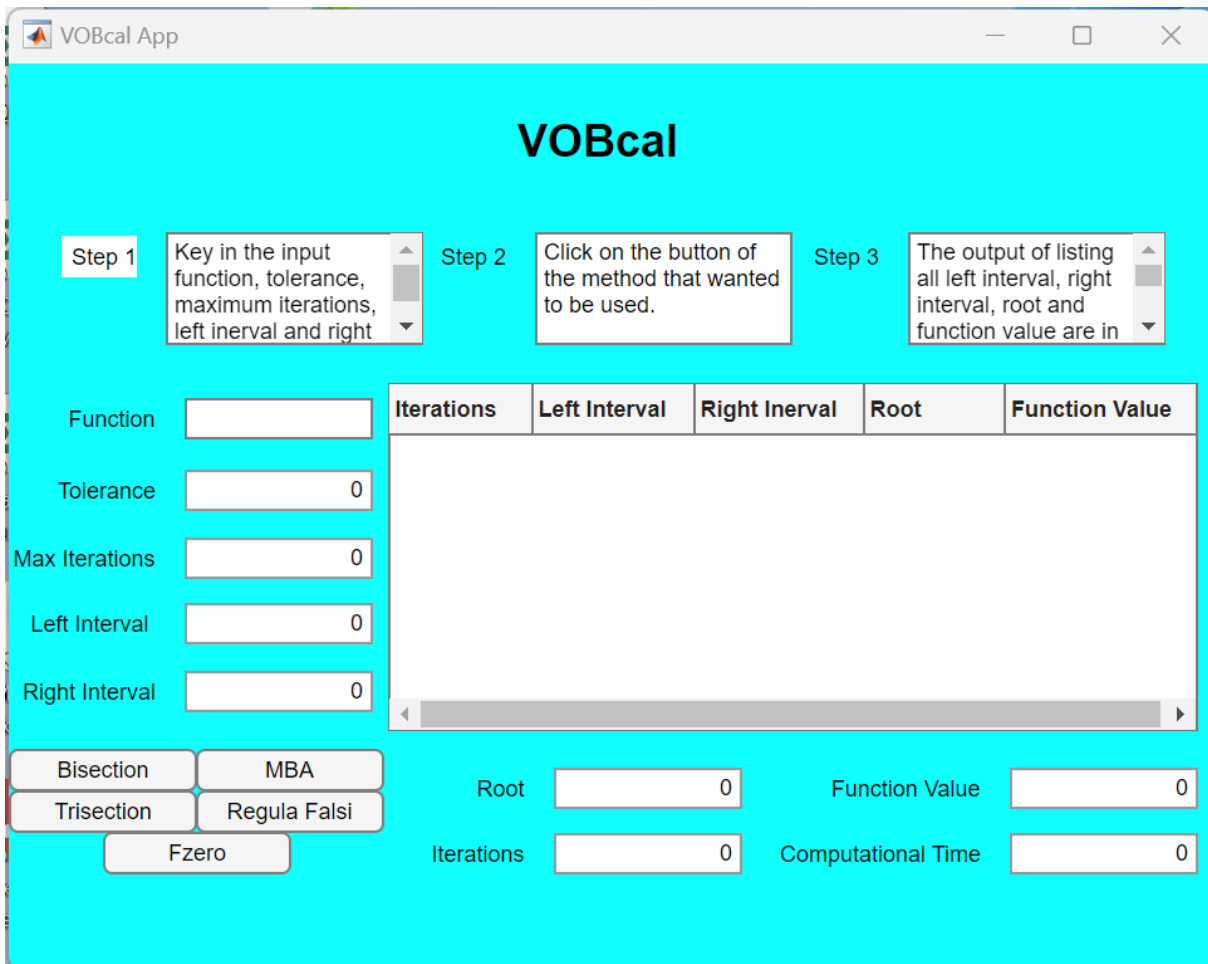 VOBcal App
VOBcal
Step 1
Key in the input
function, tolerance,
maximum iterations,
left inerval and right
Step 2
Click on the button of
the method that wanted
to be used.
Step 3
The output of listing
all left interval, right
interval, root and
function value are in
Function
Tolerance 0
Max Iterations 0
Left Interval 0
Right Interval 0
Iterations Left Interval Right Inerval Root Function Value
Bisection MBA
Trisection Regula Falsi
Fzero
Root 0 Function Value 0
Iterations 0 Computational Time 0